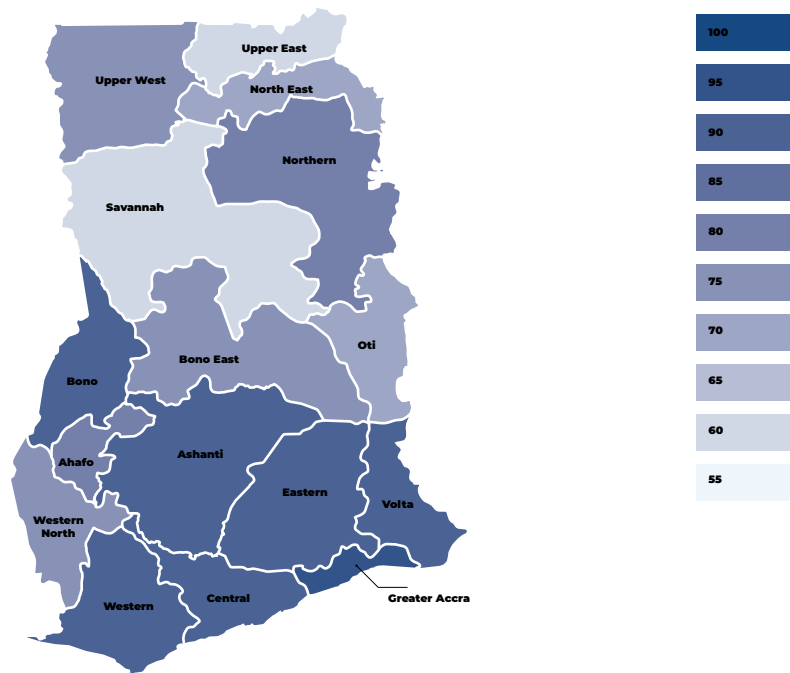 Upper East
Upper West
North East
Northern
Savannah
Oti
Bono East
Bono
Ashanti
Ahafo
Eastern
Volta
Western
North
Greater Accra
Central
Western
100
95
90
85
80
75
70
65
60
55